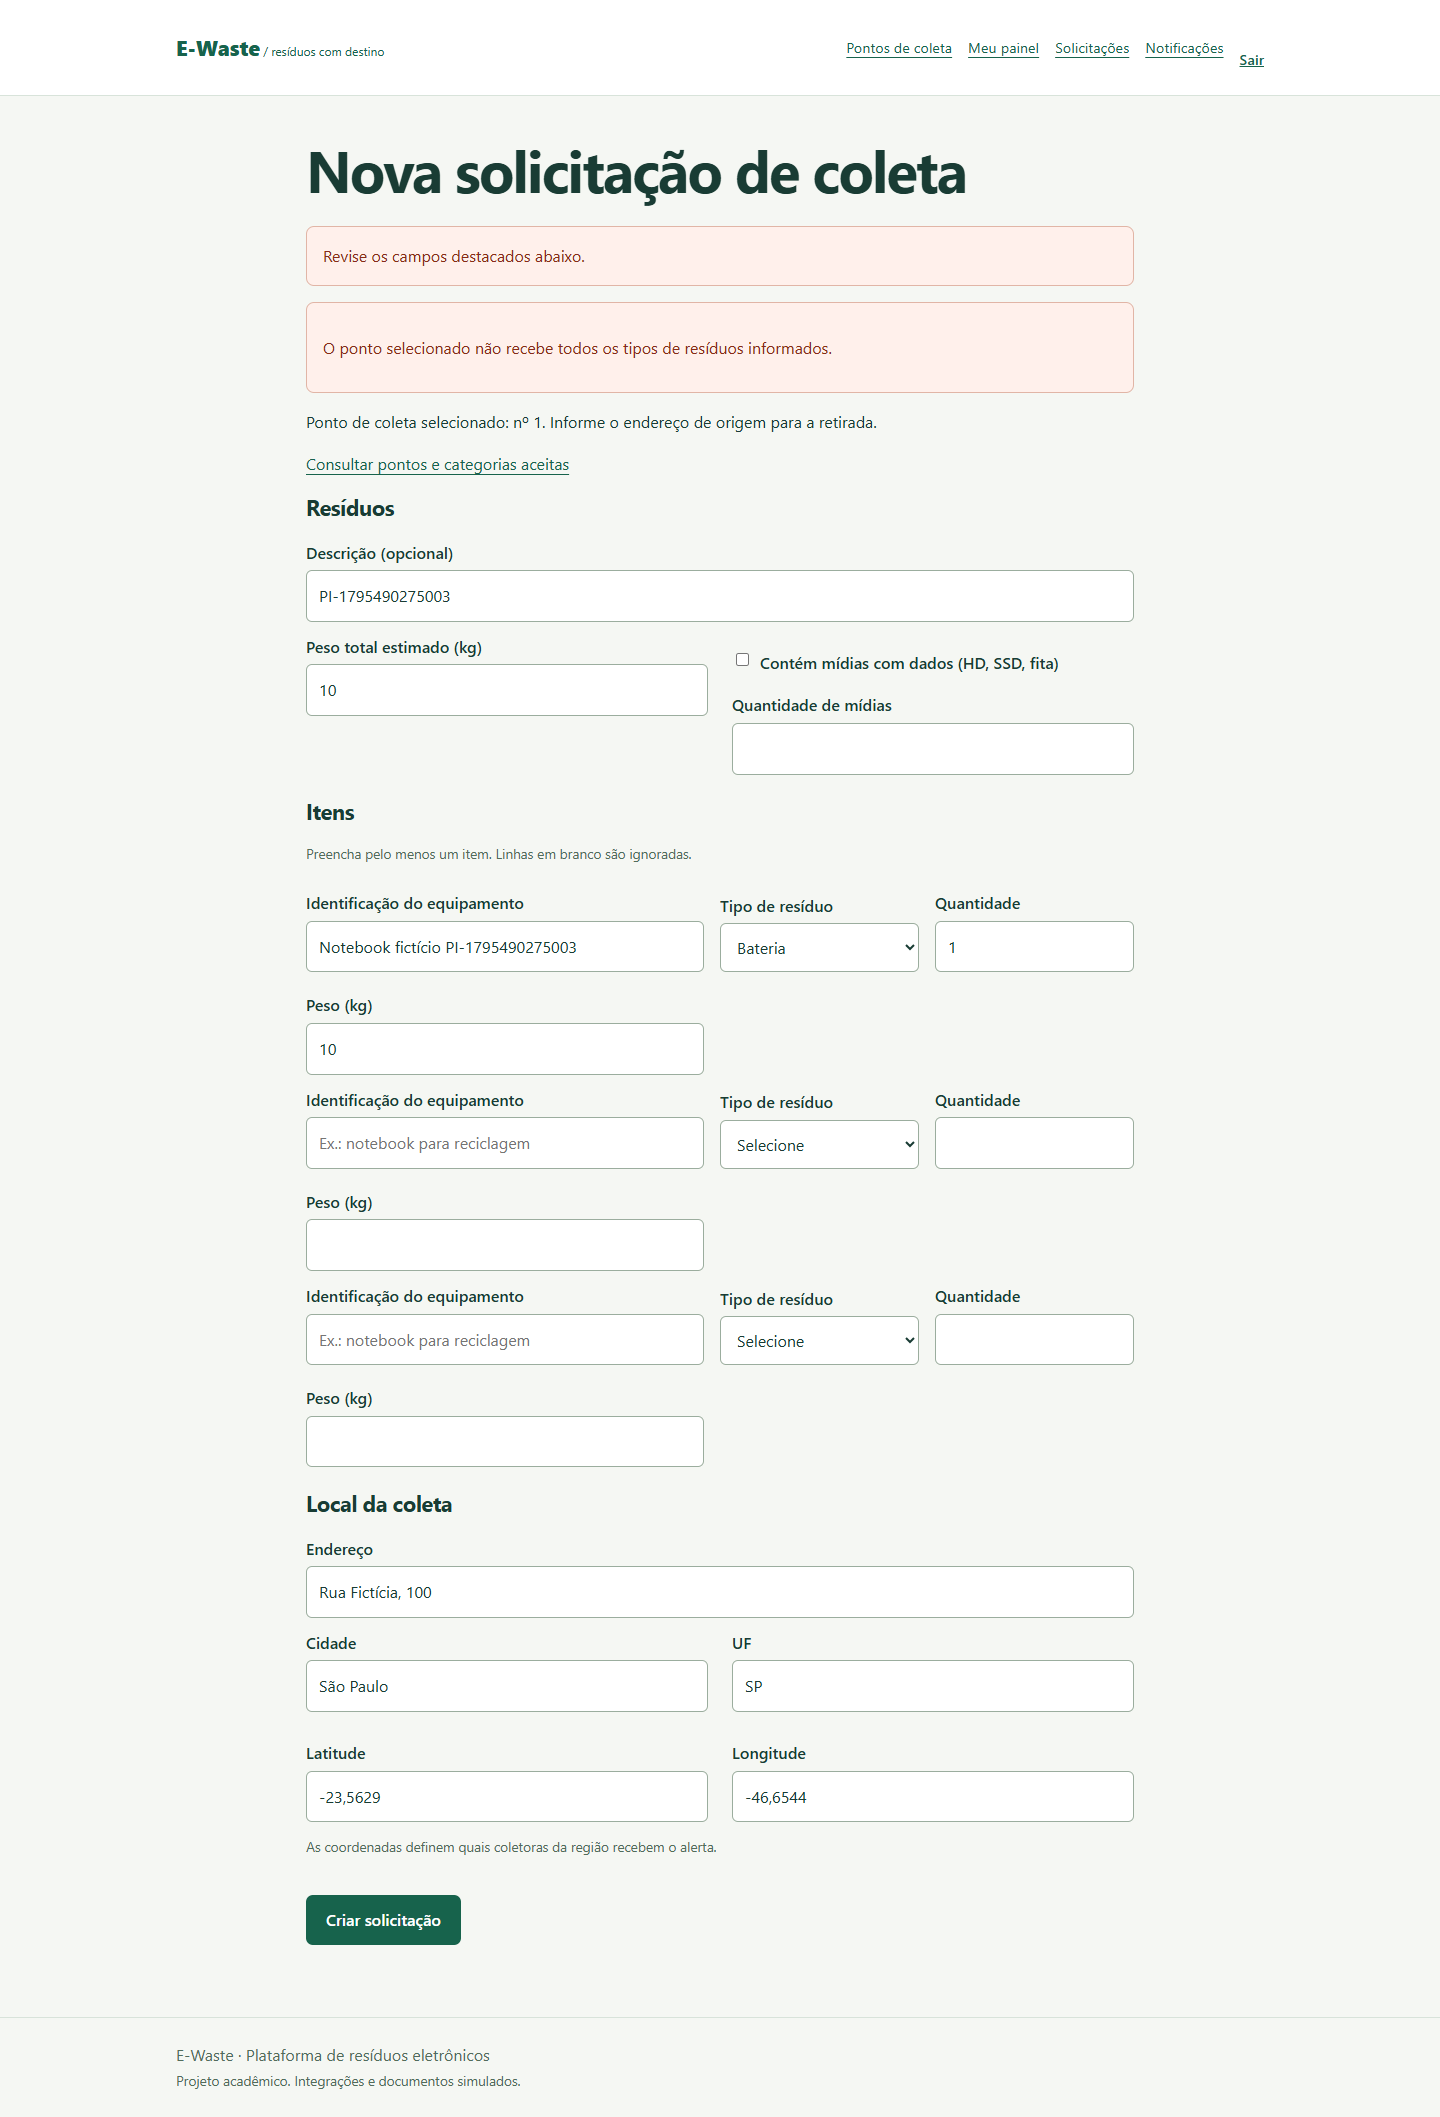 E-Waste / resíduos com destino
Pontos de coleta Meu painel Solicitações Notificações Sair
Nova solicitação de coleta
Revise os campos destacados abaixo.
O ponto selecionado não recebe todos os tipos de resíduos informados.
Ponto de coleta selecionado: nº 1. Informe o endereço de origem para a retirada.
Consultar pontos e categorias aceitas
Resíduos
Descrição (opcional)
PI-1795490275003
Peso total estimado (kg)
10
Contém mídias com dados (HD, SSD, fita)
Quantidade de mídias
Itens
Preencha pelo menos um item. Linhas em branco são ignoradas.
Identificação do equipamento Tipo de resíduo Quantidade
Notebook fictício PI-1795490275003 Bateria 1
Peso (kg)
10
Identificação do equipamento Tipo de resíduo Quantidade
Ex.: notebook para reciclagem Selecione
Peso (kg)
Identificação do equipamento Tipo de resíduo Quantidade
Ex.: notebook para reciclagem Selecione
Peso (kg)
Local da coleta
Endereço
Rua Fictícia, 100
Cidade UF
São Paulo SP
Latitude Longitude
-23,5629 -46,6544
As coordenadas definem quais coletoras da região recebem o alerta.
Criar solicitação
E-Waste · Plataforma de resíduos eletrônicos
Projeto acadêmico. Integrações e documentos simulados.